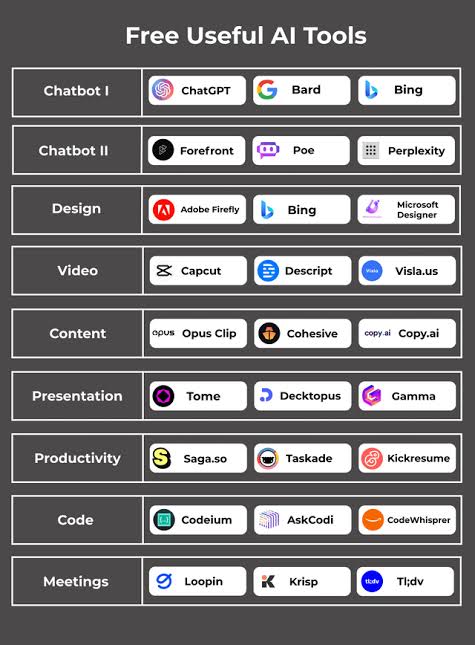 Free Useful AI Tools
Chatbot I ChatGPT Bard Bing
Chatbot II Forefront Poe Perplexity
Design Adobe Firefly Bing Microsoft
Designer
Video Capcut Visla Descript Visla.us
Content opus Opus Clip Cohesive copy.ai Copy.ai
Presentation Tome Decktopus Gamma
Productivity S Saga.so Taskade Kickresume
Code {...} Codeium AskCodi CodeWhisprer
Meetings Loopin Krisp tl;dv Tl;dv